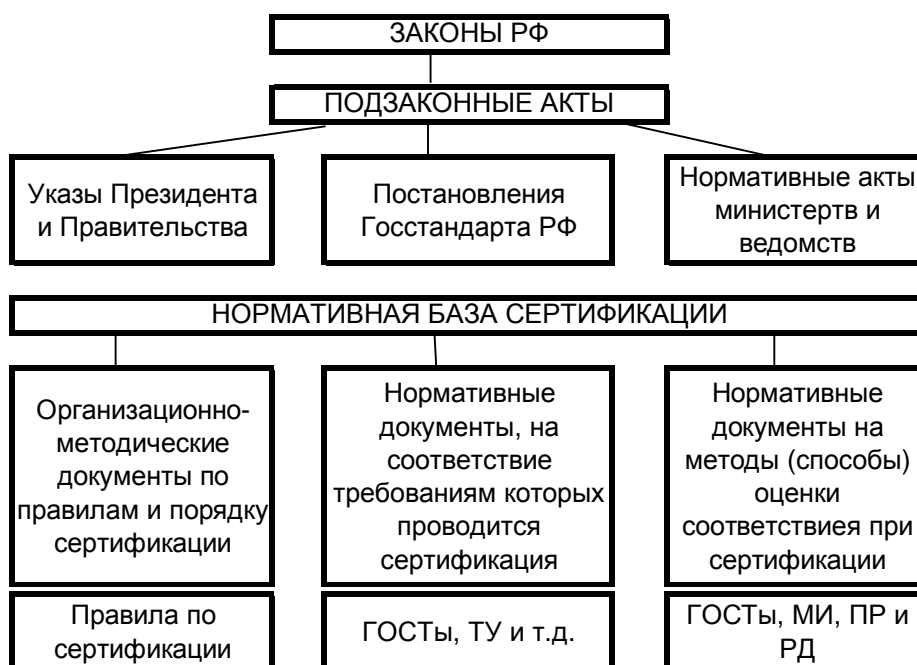 ЗАКОНЫ РФ
ПОДЗАКОННЫЕ АКТЫ
Указы Президента
и Правительства
Постановления
Госстандарта РФ
Нормативные акты
министертв и
ведомств
НОРМАТИВНАЯ БАЗА СЕРТИФИКАЦИИ
Организационно-
методические
документы по
правилам и порядку
сертификации
Нормативные
документы, на
соответствие
требованиям которых
проводится
сертификация
Нормативные
документы на
методы (способы)
оценки
соответствиея при
сертификации
Правила по
сертификации
ГОСТы, ТУ и т.д.
ГОСТы, МИ, ПР и
РД